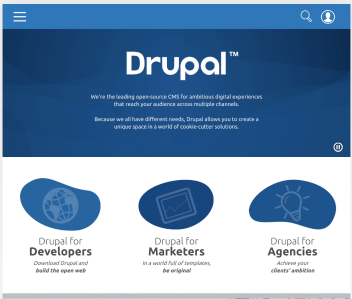 Drupal™
We're the leading open-source CMS for ambitious digital experiences
that reach your audience across multiple channels.
Because we all have different needs, Drupal allows you to create a
unique space in a world of cookie-cutter solutions.
Drupal for
Developers
Download Drupal and
build the open web
Drupal for
Marketers
In a world full of templates,
be original
Drupal for
Agencies
Achieve your
clients' ambition